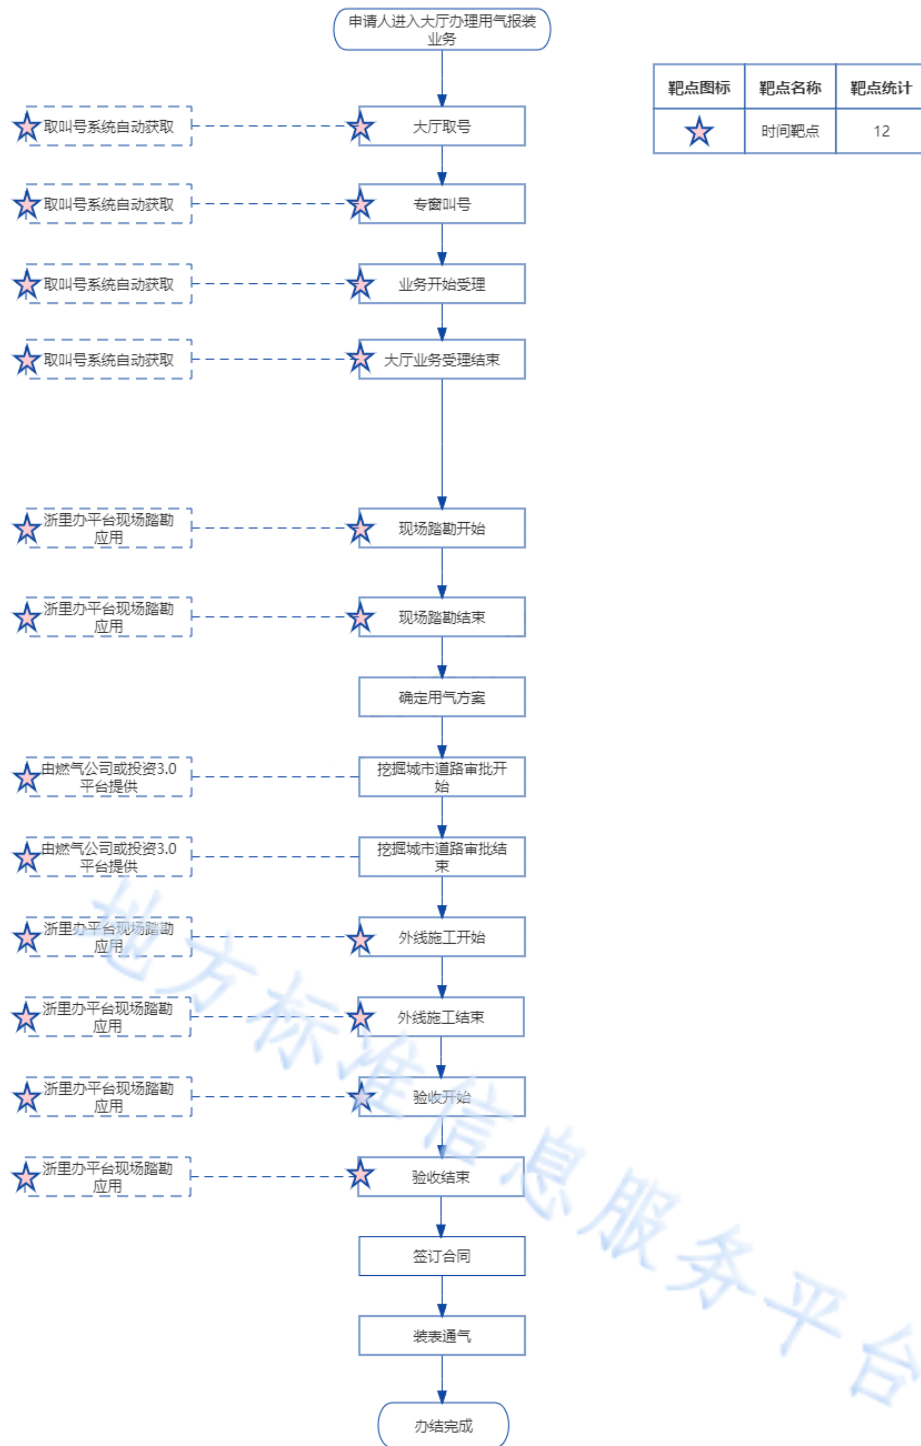 申请人进入大厅办理用气报装
业务
靶点图标 靶点名称 靶点统计
时间靶点 12
取叫号系统自动获取
大厅取号
取叫号系统自动获取
专窗叫号
取叫号系统自动获取
业务开始受理
取叫号系统自动获取
大厅业务受理结束
浙里办平台现场踏勘
应用
现场踏勘开始
浙里办平台现场踏勘
应用
现场踏勘结束
确定用气方案
由燃气公司或投资3.0
平台提供
挖掘城市道路审批开
始
由燃气公司或投资3.0
平台提供
挖掘城市道路审批结
束
浙里办平台现场踏勘
应用
外线施工开始
浙里办平台现场踏勘
应用
外线施工结束
浙里办平台现场踏勘
应用
验收开始
浙里办平台现场踏勘
应用
验收结束
签订合同
装表通气
办结完成
地方标准信息服务平台